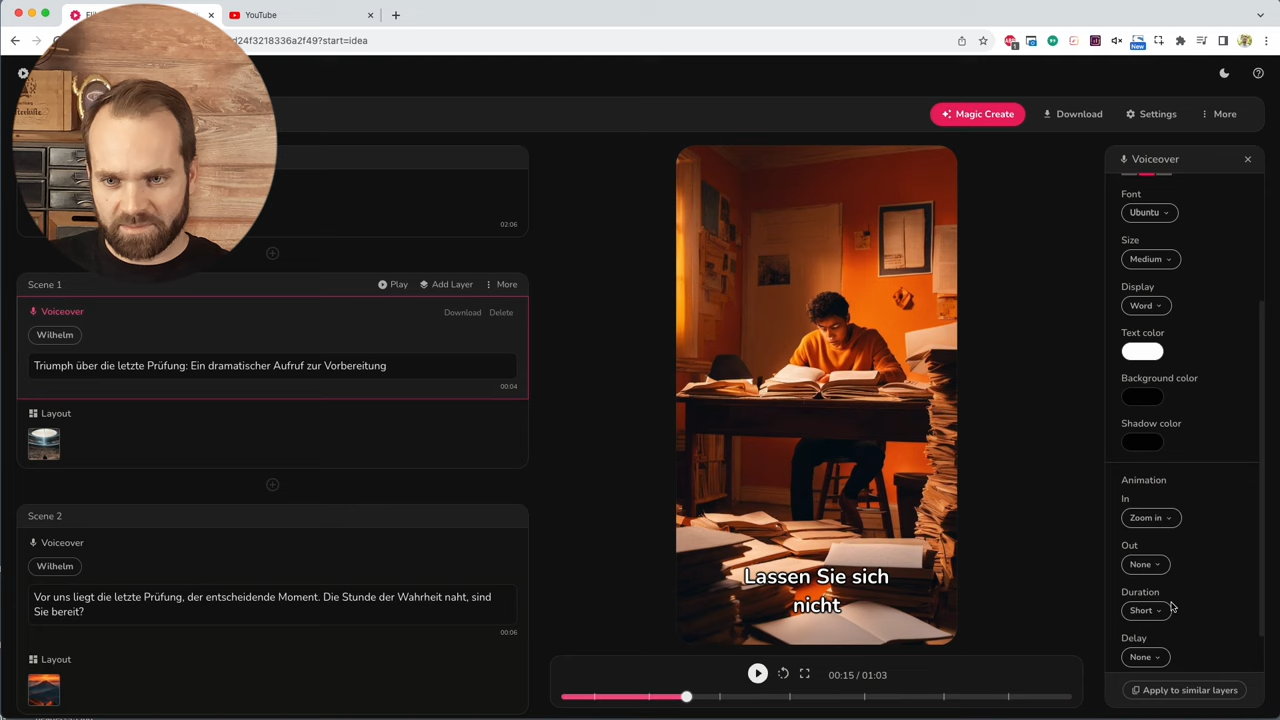 YouTube
d24f3218336a2f49?start=idea
New
1
Magic Create
Download
Settings
More
02:06
Scene 1
Play
Add Layer
More
Voiceover
Download
Delete
Wilhelm
Triumph über die letzte Prüfung: Ein dramatischer Aufruf zur Vorbereitung
00:04
Layout
Scene 2
Voiceover
Wilhelm
Vor uns liegt die letzte Prüfung, der entscheidende Moment. Die Stunde der Wahrheit naht, sind
Sie bereit?
00:06
Layout
Lassen Sie sich
nicht
00:15 / 01:03
Voiceover
Font
Ubuntu
Size
Medium
Display
Word
Text color
Background color
Shadow color
Animation
In
Zoom in
Out
None
Duration
Short
Delay
None
Apply to similar layers